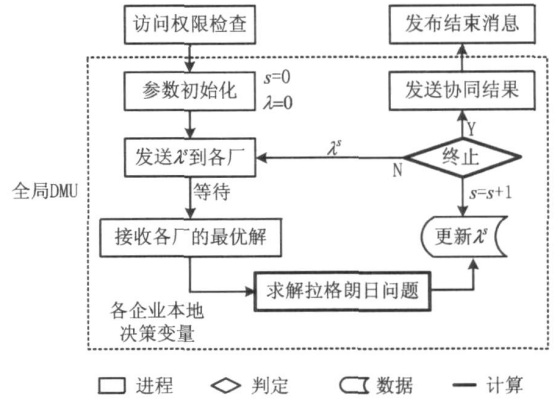 访问权限检查
发布结束消息
参数初始化
s=0
λ=0
发送协同结果
Y
发送λˢ到各厂
λˢ
N
终止
全局DMU
等待
s=s+1
接收各厂的最优解
更新λˢ
求解拉格朗日问题
各企业本地
决策变量
进程
判定
数据
计算